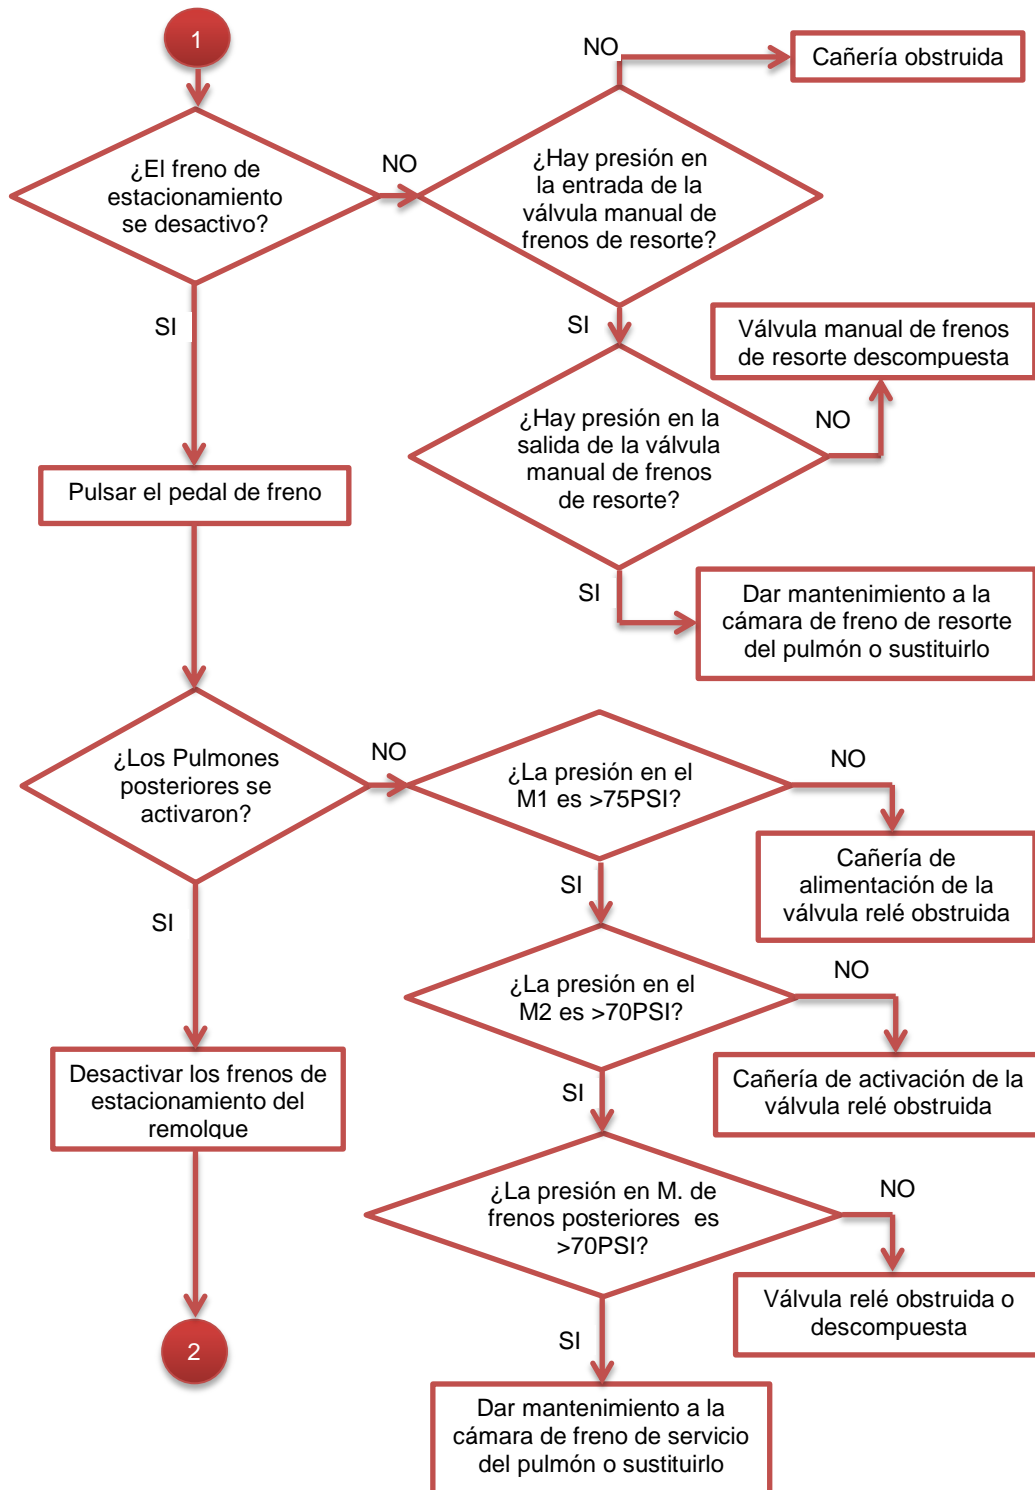 1
NO
Cañería obstruida
¿El freno de
estacionamiento
se desactivo?
NO
¿Hay presión en
la entrada de la
válvula manual de
frenos de resorte?
SI
SI
Válvula manual de frenos
de resorte descompuesta
¿Hay presión en la
salida de la válvula
manual de frenos
de resorte?
NO
Pulsar el pedal de freno
SI
Dar mantenimiento a la
cámara de freno de resorte
del pulmón o sustituirlo
¿Los Pulmones
posteriores se
activaron?
NO
¿La presión en el
M1 es >75PSI?
NO
Cañería de
alimentación de la
válvula relé obstruida
SI
SI
¿La presión en el
M2 es >70PSI?
NO
Cañería de activación de la
válvula relé obstruida
Desactivar los frenos de
estacionamiento del
remolque
SI
¿La presión en M. de
frenos posteriores es
>70PSI?
NO
Válvula relé obstruida o
descompuesta
2
SI
Dar mantenimiento a la
cámara de freno de servicio
del pulmón o sustituirlo